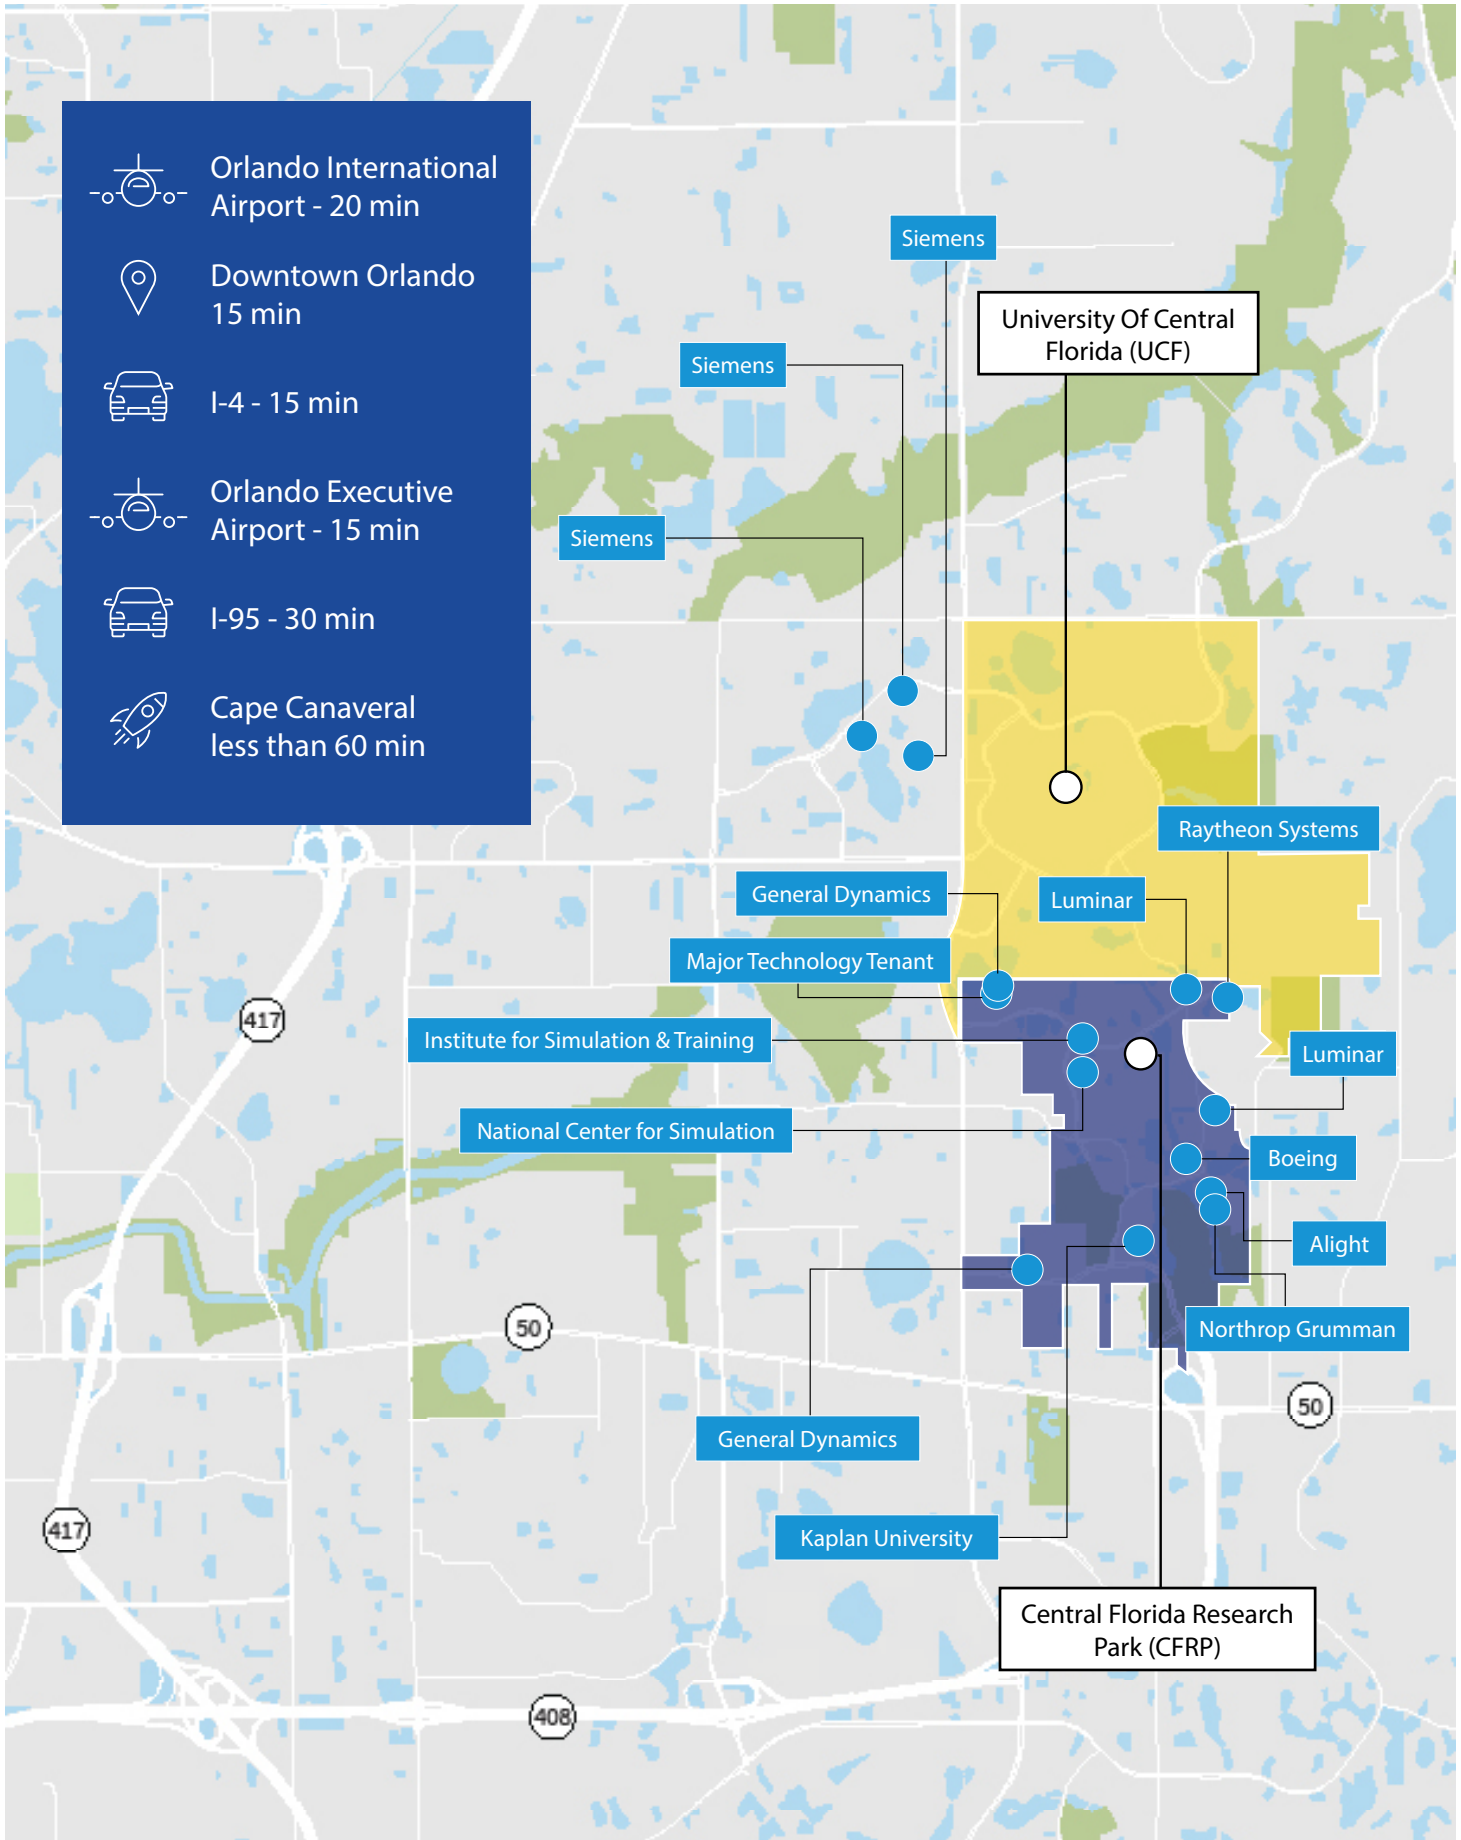 Orlando International
Airport - 20 min
Downtown Orlando
15 min
I-4 - 15 min
Orlando Executive
Airport - 15 min
I-95 - 30 min
Cape Canaveral
less than 60 min
Siemens
University Of Central
Florida (UCF)
Siemens
Siemens
Raytheon Systems
General Dynamics
Luminar
Major Technology Tenant
417
Institute for Simulation & Training
Luminar
National Center for Simulation
Boeing
Alight
50
Northrop Grumman
50
General Dynamics
417
Kaplan University
Central Florida Research
Park (CFRP)
408